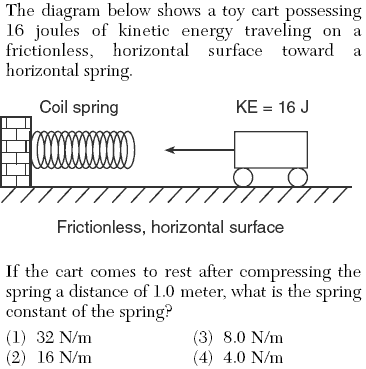 The diagram below shows a toy cart possessing
16 joules of kinetic energy traveling on a
frictionless, horizontal surface toward a
horizontal spring.
Coil spring
KE = 16 J
Frictionless, horizontal surface
If the cart comes to rest after compressing the
spring a distance of 1.0 meter, what is the spring
constant of the spring?
(1) 32 N/m
(2) 16 N/m
(3) 8.0 N/m
(4) 4.0 N/m